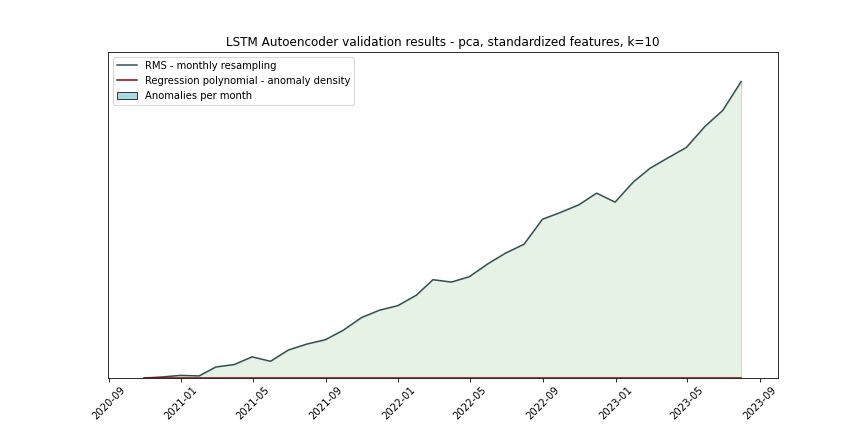 LSTM Autoencoder validation results - pca, standardized features, k=10
RMS - monthly resampling
Regression polynomial - anomaly density
Anomalies per month
2020-09
2021-01
2021-05
2021-09
2022-01
2022-05
2022-09
2023-01
2023-05
2023-09